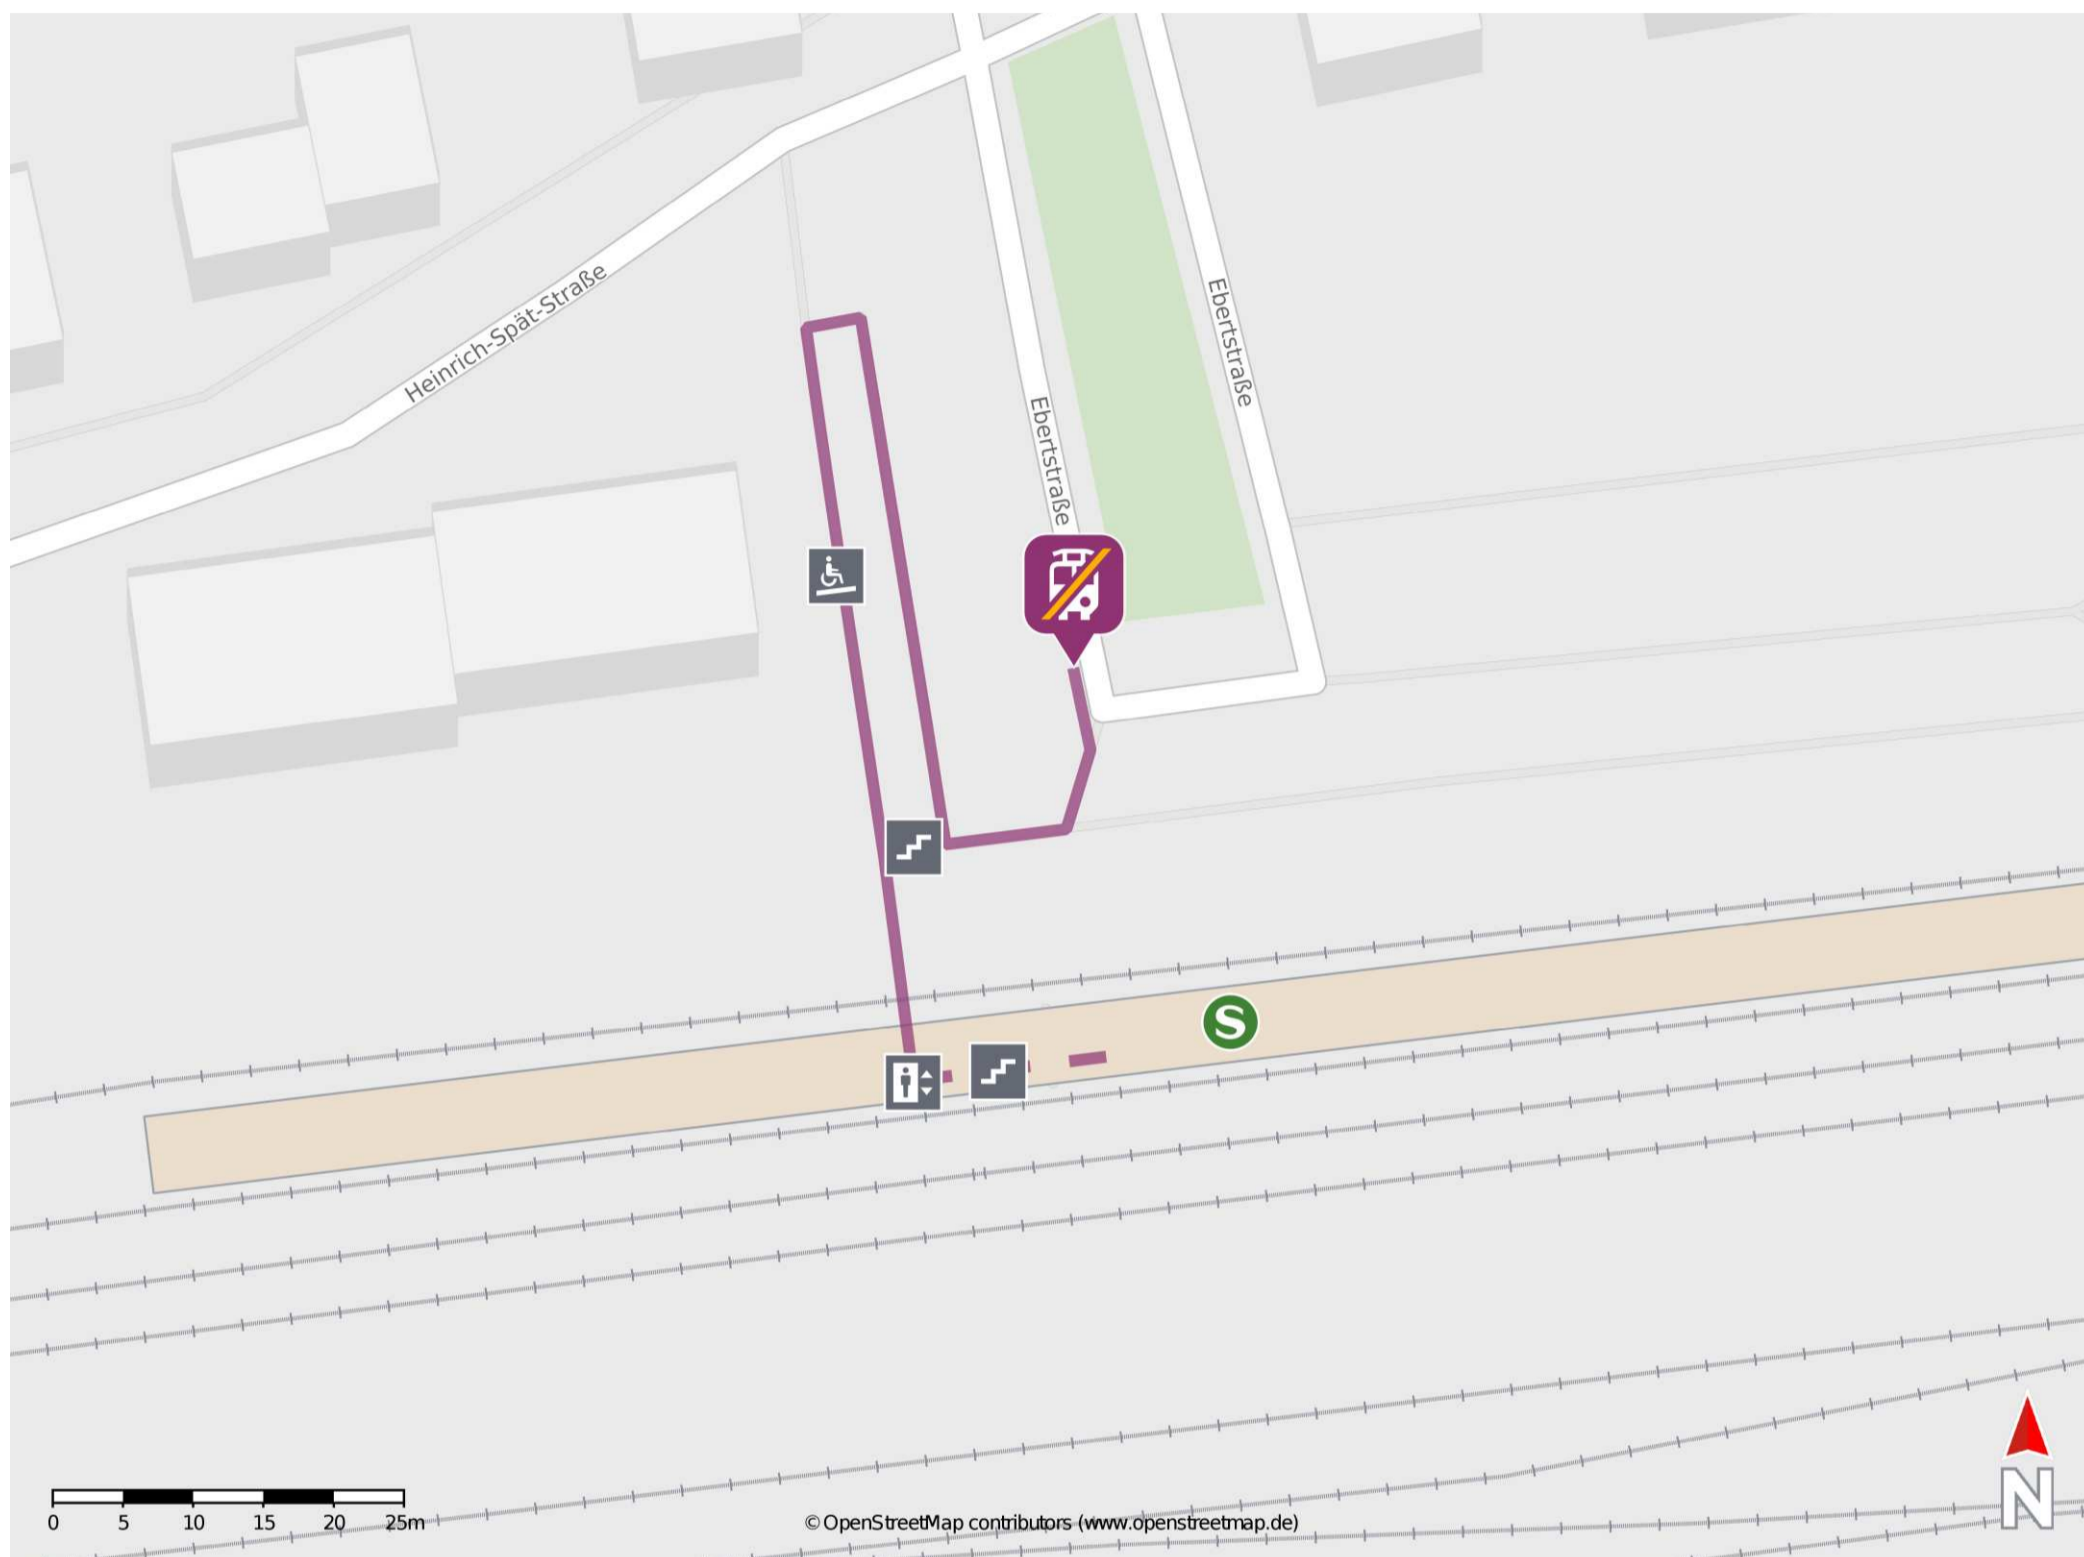 Heinrich-Spät-Straße
Ebertstraße
Ebertstraße
S
0 5 10 15 20 25m
© OpenStreetMap contributors (www.openstreetmap.de)
N